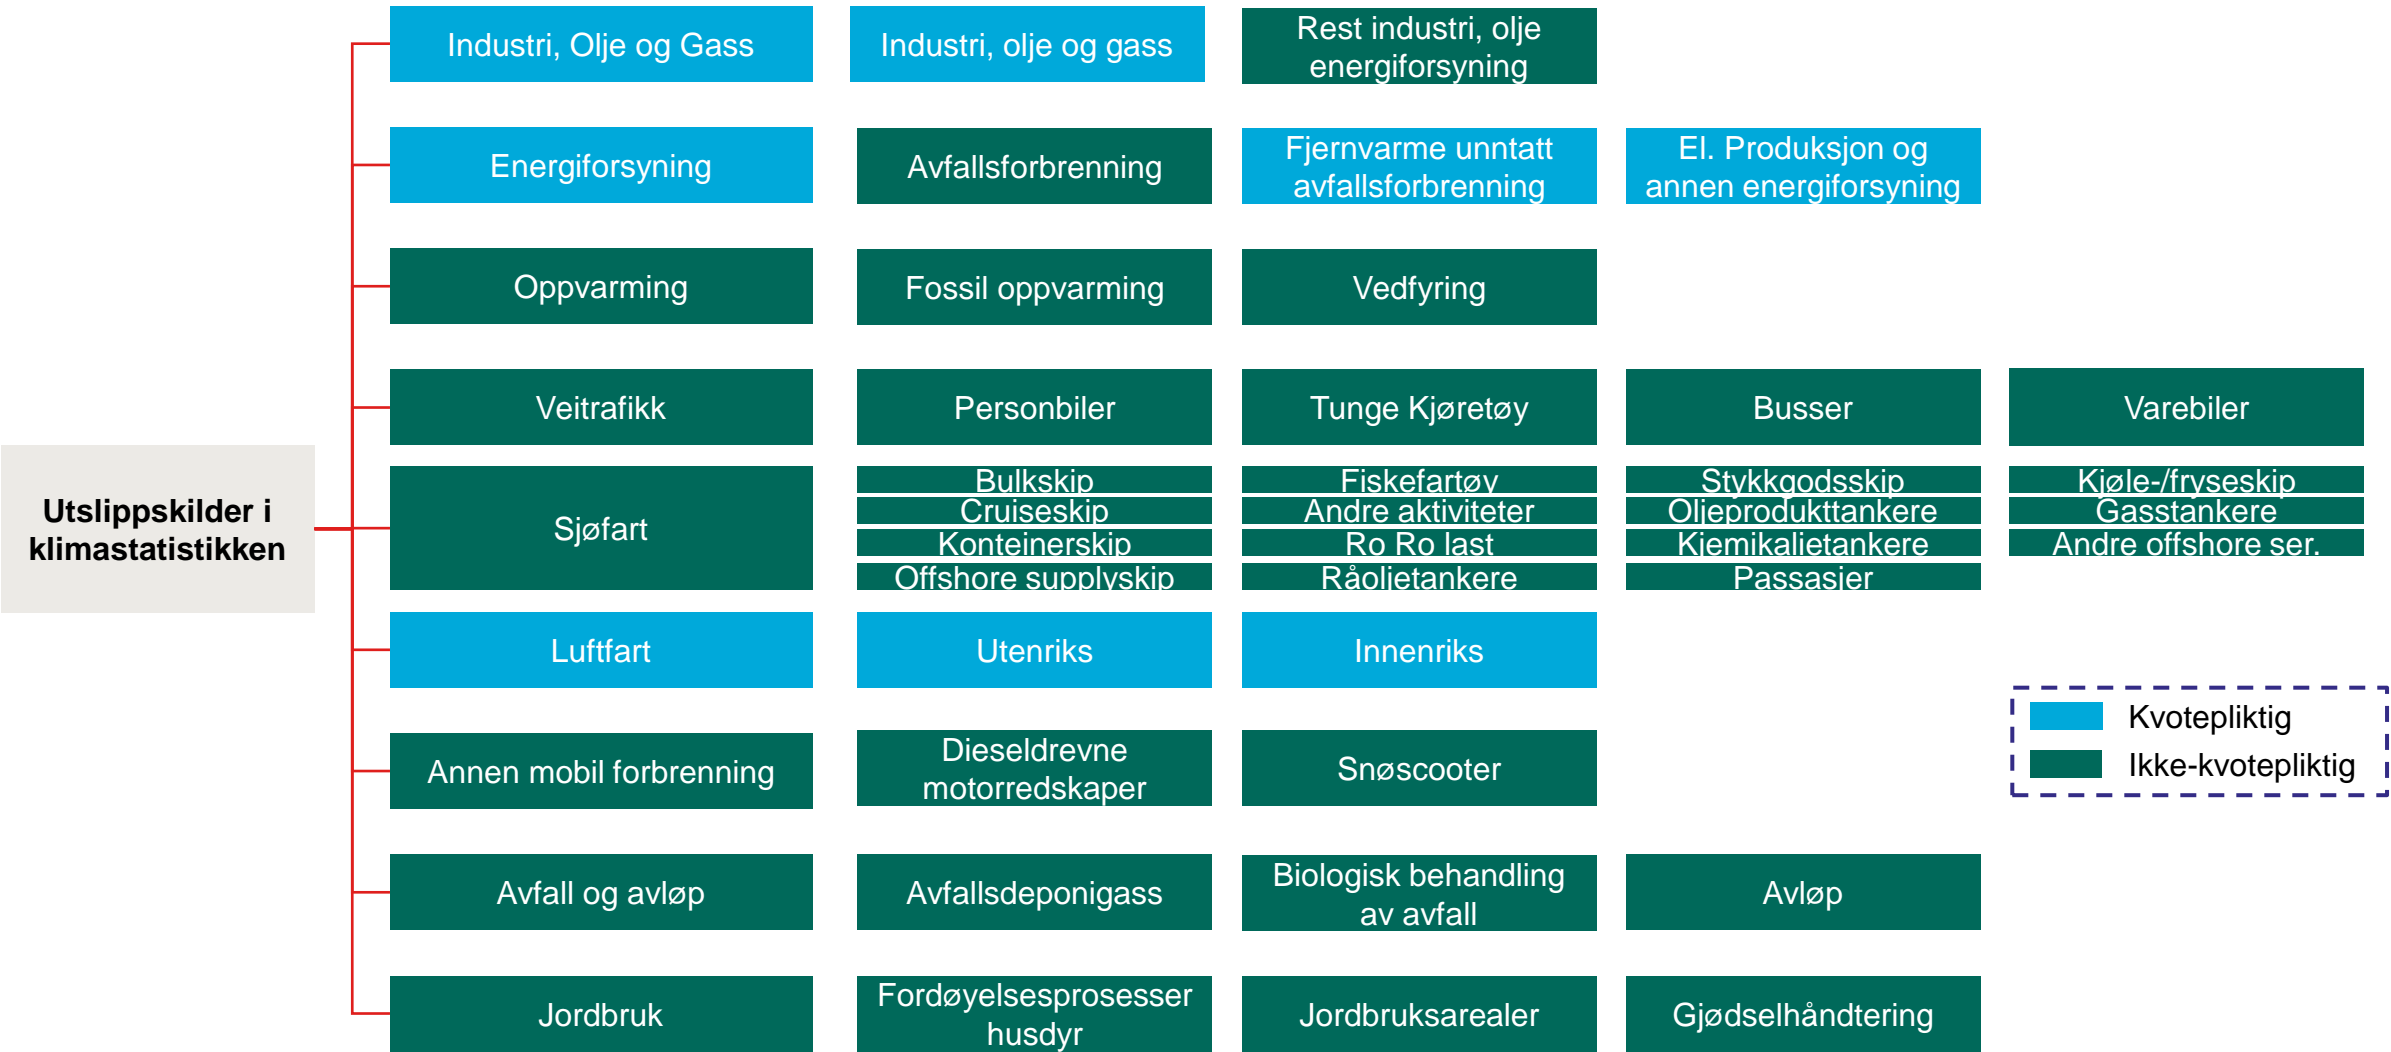 Industri, Olje og Gass
Industri, olje og gass
Rest industri, olje
energiforsyning
Energiforsyning
Avfallsforbrenning
Fjernvarme unntatt
avfallsforbrenning
El. Produksjon og
annen energiforsyning
Oppvarming
Fossil oppvarming
Vedfyring
Veitrafikk
Personbiler
Tunge Kjøretøy
Busser
Varebiler
Utslippskilder i
klimastatistikken
Sjøfart
Bulkskip
Fiskefartøy
Stykkgodsskip
Kjøle-/fryseskip
Cruiseskip
Andre aktiviteter
Oljeprodukttankere
Gasstankere
Konteinerskip
Ro Ro last
Kjemikalietankere
Andre offshore ser.
Offshore supplyskip
Råoljetankere
Passasjer
Luftfart
Utenriks
Innenriks
Kvotepliktig
Ikke-kvotepliktig
Annen mobil forbrenning
Dieseldrevne
motorredskaper
Snøscooter
Avfall og avløp
Avfallsdeponigass
Biologisk behandling
av avfall
Avløp
Jordbruk
Fordøyelsesprosesser
husdyr
Jordbruksarealer
Gjødselhåndtering